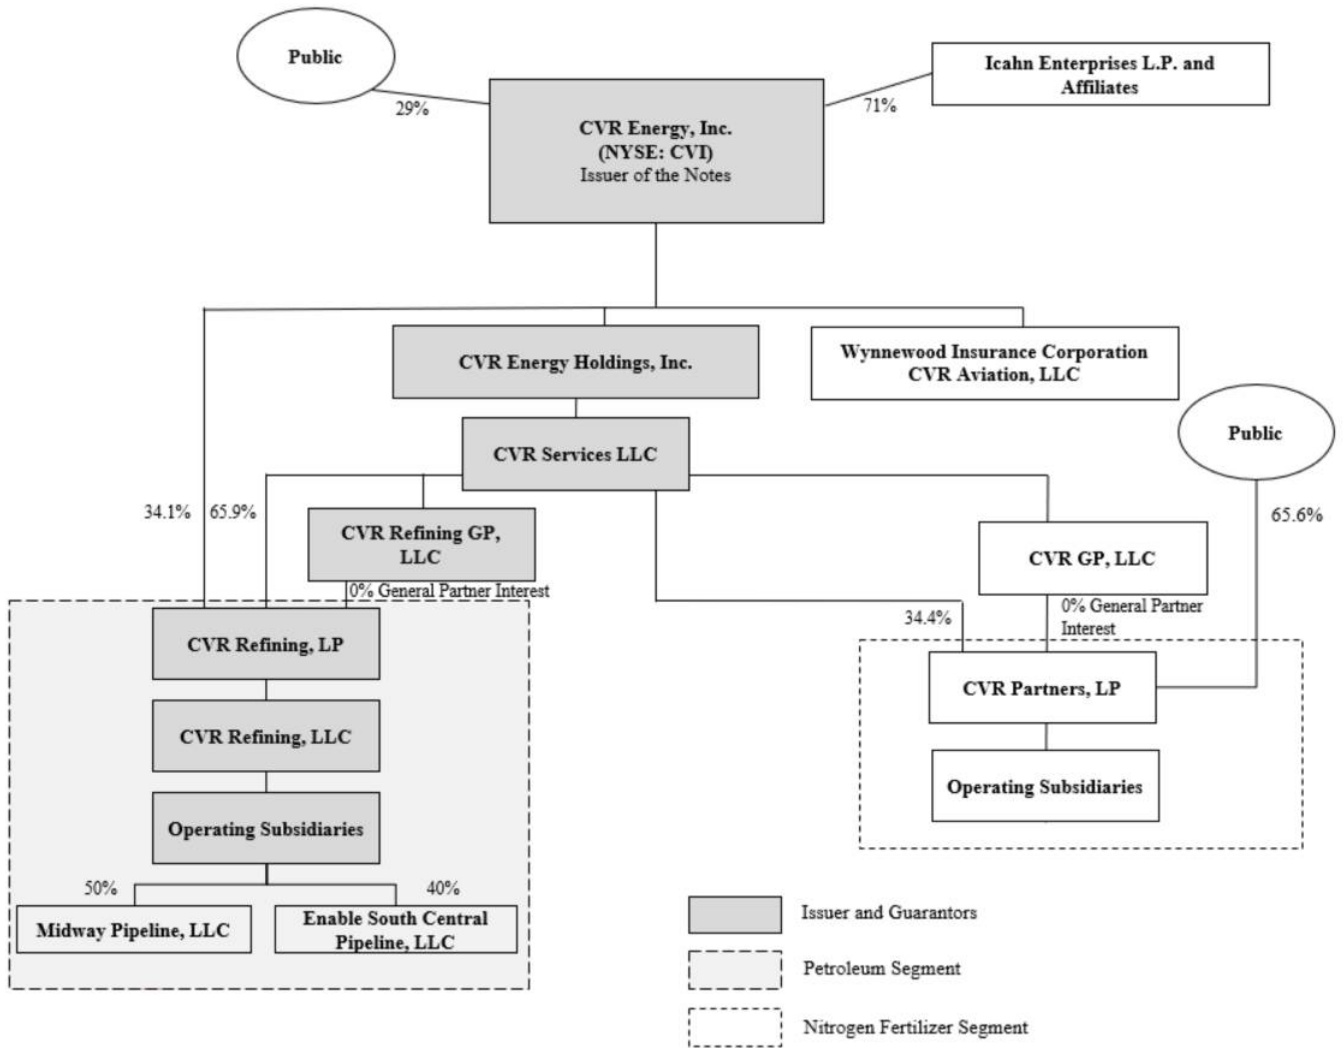 Public
Icahn Enterprises L.P. and
Affiliates
29%
71%
CVR Energy, Inc.
(NYSE: CVI)
Issuer of the Notes
CVR Energy Holdings, Inc.
Wynnewood Insurance Corporation
CVR Aviation, LLC
Public
CVR Services LLC
34.1%
65.9%
65.6%
CVR Refining GP,
LLC
CVR GP, LLC
0% General Partner Interest
0% General Partner
Interest
34.4%
CVR Refining, LP
CVR Partners, LP
CVR Refining, LLC
Operating Subsidiaries
Operating Subsidiaries
50%
40%
Midway Pipeline, LLC
Enable South Central
Pipeline, LLC
Issuer and Guarantors
Petroleum Segment
Nitrogen Fertilizer Segment